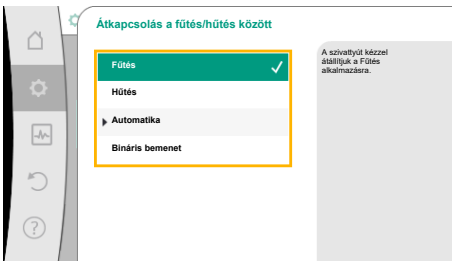 Átkapcsolás a fűtés/hűtés között
Fűtés
Hűtés
Automatika
Bináris bemenet
A szivattyút kézzel
átállítjuk a Fűtés
alkalmazásra.